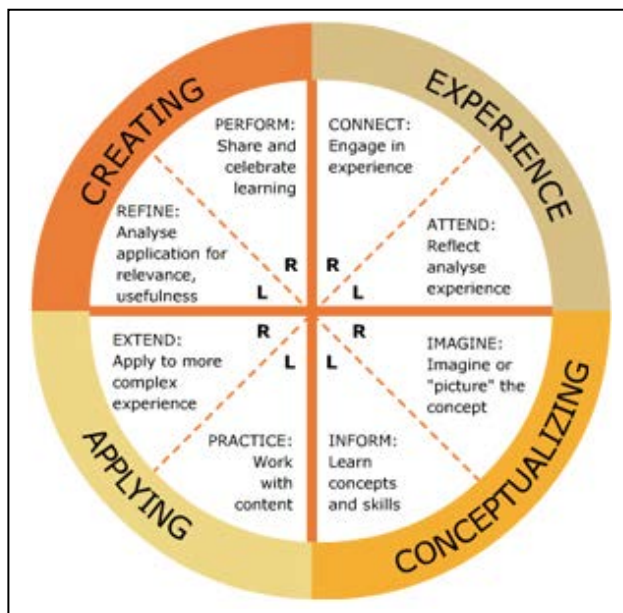 CREATING
EXPERIENCE
PERFORM:
Share and
celebrate
learning
CONNECT:
Engage in
experience
REFINE:
Analyse
application for
relevance,
usefulness
ATTEND:
Reflect
analyse
experience
R
R
L
L
R
R
L
L
EXTEND:
Apply to more
complex
experience
IMAGINE:
Imagine or
"picture" the
concept
PRACTICE:
Work
with
content
INFORM:
Learn
concepts
and skills
APPLYING
CONCEPTUALIZING